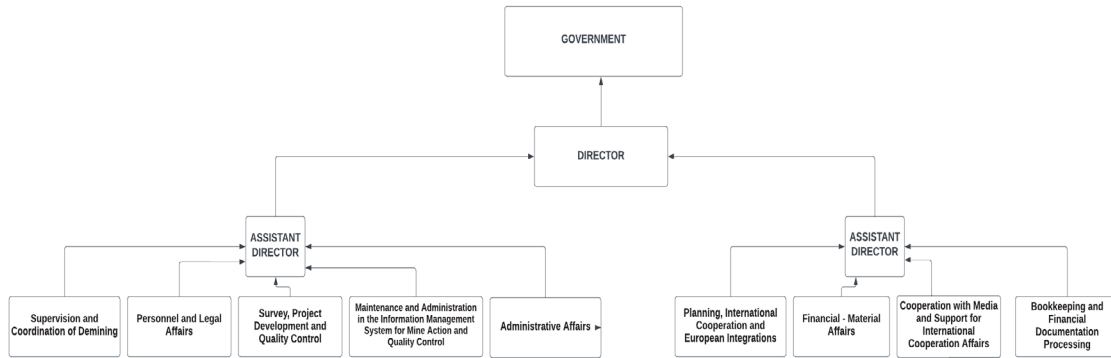 GOVERNMENT
DIRECTOR
ASSISTANT
DIRECTOR
ASSISTANT
DIRECTOR
Supervision and
Coordination of Demining
Personnel and Legal
Affairs
Survey, Project
Development and
Quality Control
Maintenance and Administration
in the Information Management
System for Mine Action and
Quality Control
Administrative Affairs
Planning, International
Cooperation and
European Integrations
Financial - Material
Affairs
Cooperation with Media
and Support for
International
Cooperation Affairs
Bookkeeping and
Financial
Documentation
Processing